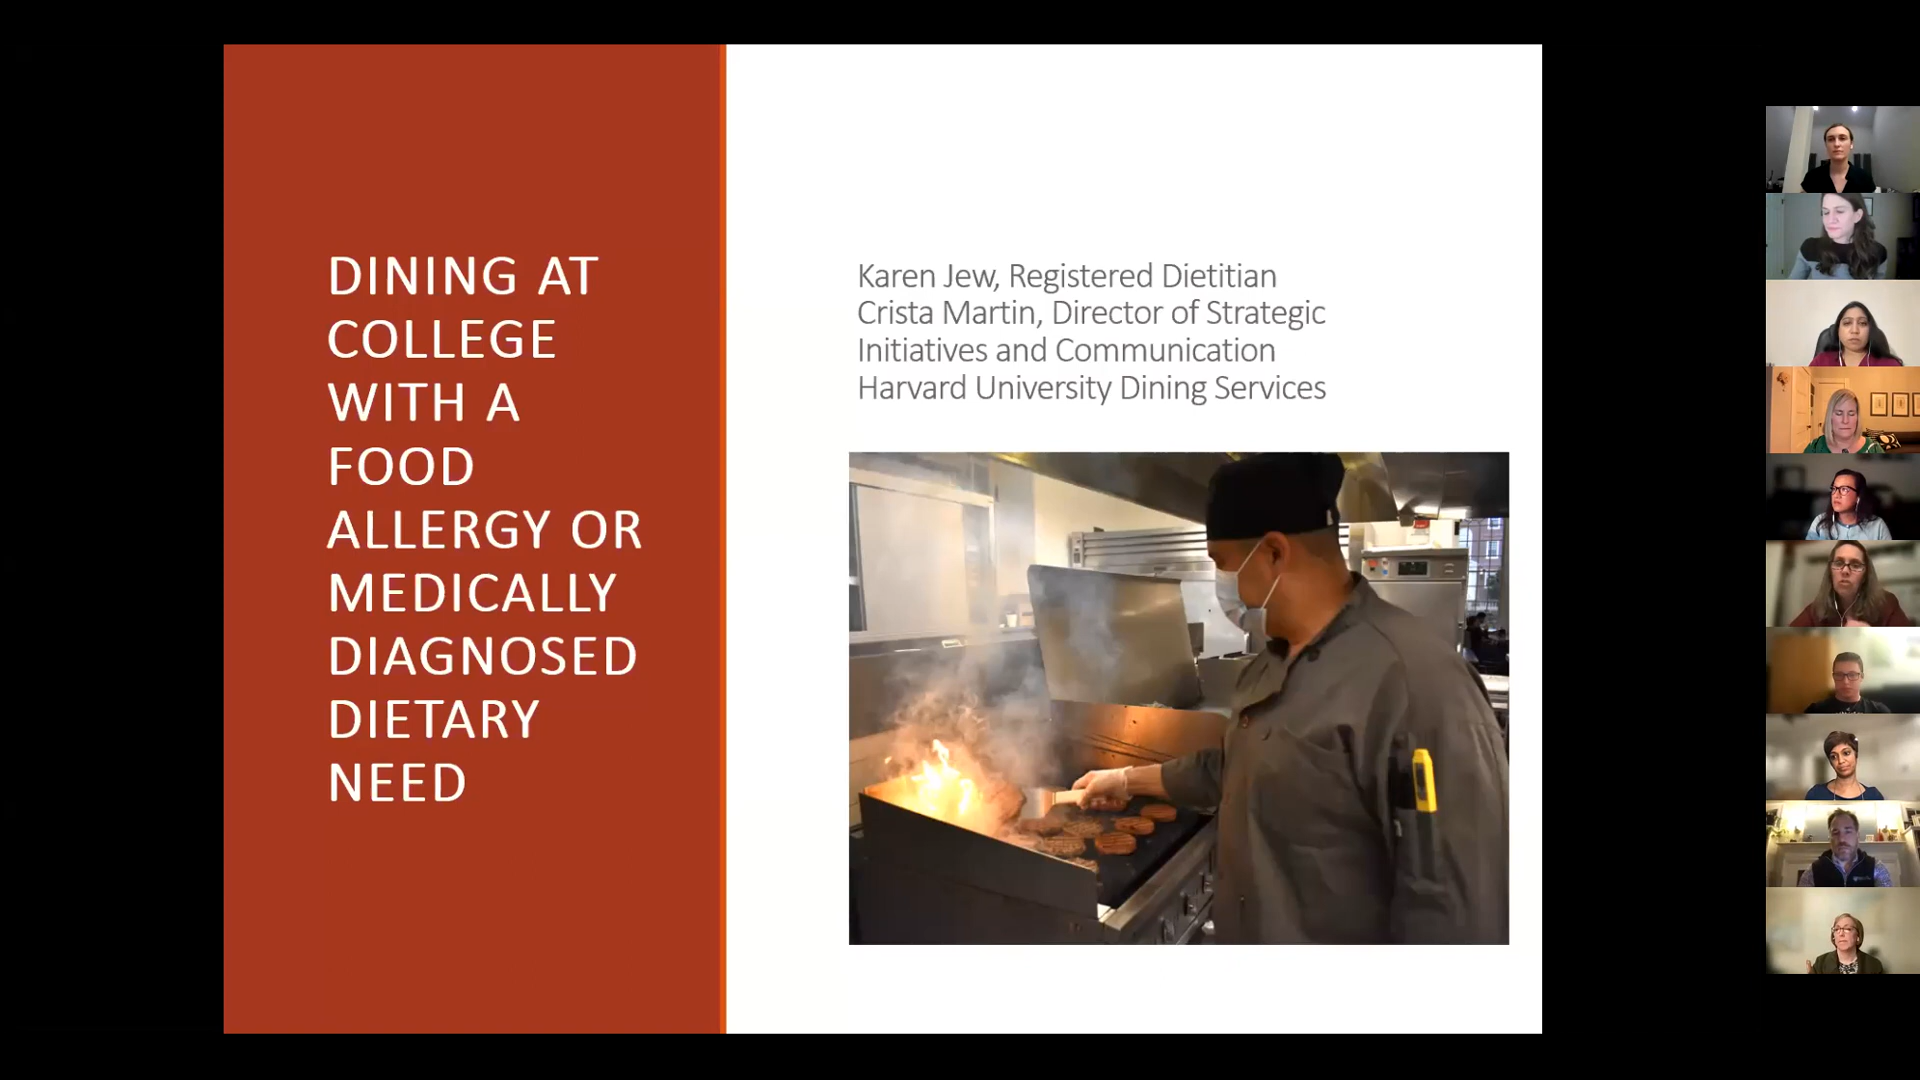 DINING AT
COLLEGE
WITH A
FOOD
ALLERGY OR
MEDICALLY
DIAGNOSED
DIETARY
NEED
Karen Jew, Registered Dietitian
Crista Martin, Director of Strategic
Initiatives and Communication
Harvard University Dining Services